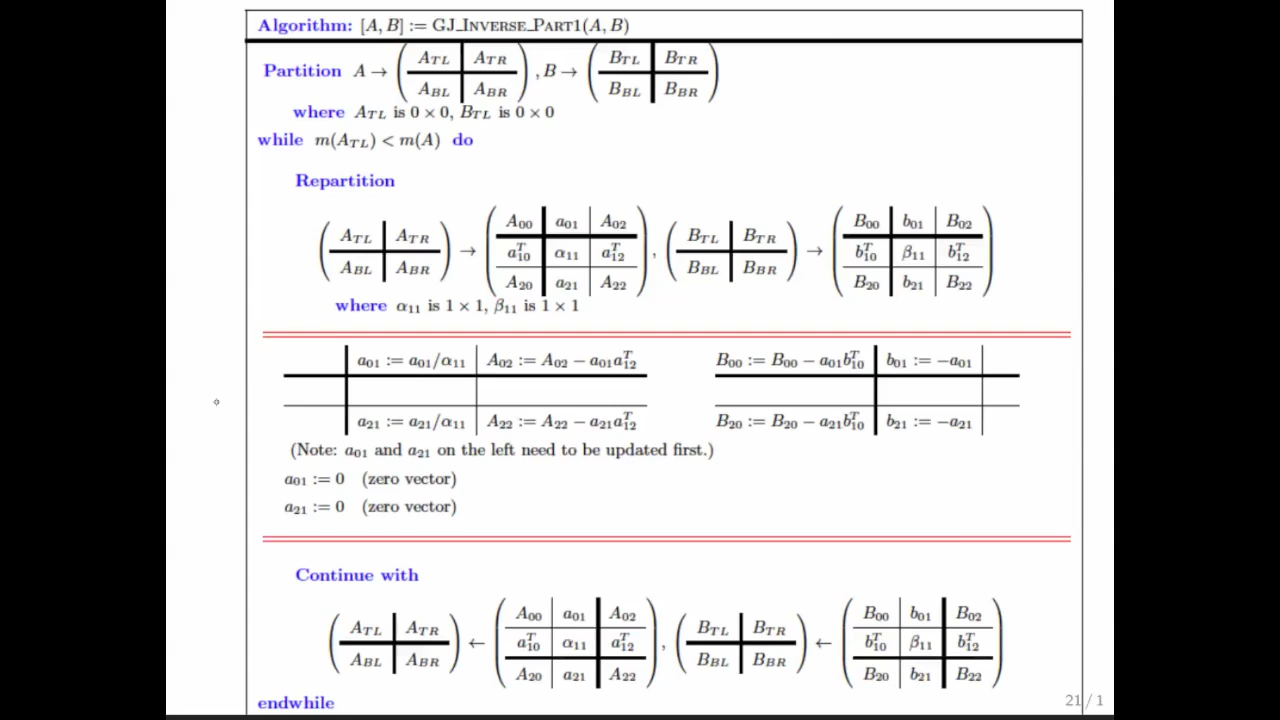 Algorithm: [A, B] := GJ_INVERSE_PART1(A, B)
Partition A → ( A_TL A_TR ) , B → ( B_TL B_TR )
( A_BL A_BR ) ( B_BL B_BR )
where A_TL is 0 × 0, B_TL is 0 × 0
while m(A_TL) < m(A) do
Repartition
( A_TL A_TR ) → ( A_00 a_01 A_02 ) , ( B_TL B_TR ) → ( B_00 b_01 B_02 )
( A_BL A_BR ) ( a_10^T α_11 a_12^T ) ( B_BL B_BR ) ( b_10^T β_11 b_12^T )
( A_20 a_21 A_22 ) ( B_20 b_21 B_22 )
where α_11 is 1 × 1, β_11 is 1 × 1
a_01 := a_01/α_11 A_02 := A_02 − a_01 a_12^T B_00 := B_00 − a_01 b_10^T b_01 := −a_01
a_21 := a_21/α_11 A_22 := A_22 − a_21 a_12^T B_20 := B_20 − a_21 b_10^T b_21 := −a_21
(Note: a_01 and a_21 on the left need to be updated first.)
a_01 := 0 (zero vector)
a_21 := 0 (zero vector)
Continue with
( A_TL A_TR ) ← ( A_00 a_01 A_02 ) , ( B_TL B_TR ) ← ( B_00 b_01 B_02 )
( A_BL A_BR ) ( a_10^T α_11 a_12^T ) ( B_BL B_BR ) ( b_10^T β_11 b_12^T )
( A_20 a_21 A_22 ) ( B_20 b_21 B_22 )
endwhile
21 / 1